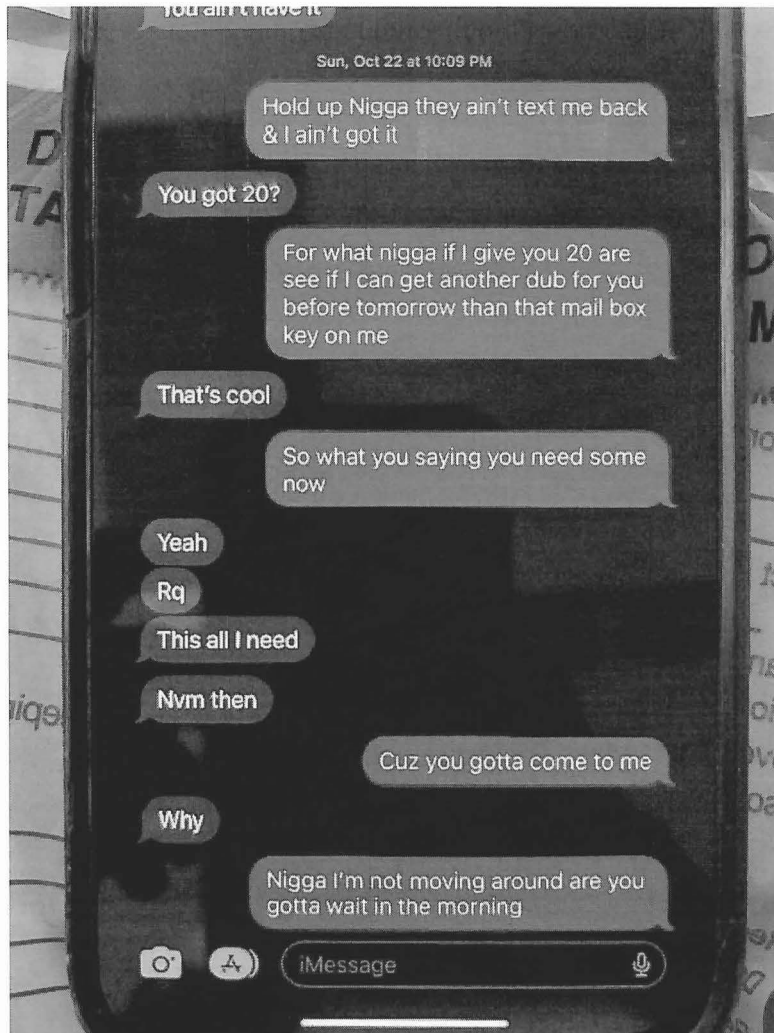 You ain't have it
Sun, Oct 22 at 10:09 PM
Hold up Nigga they ain't text me back
& I ain't got it
You got 20?
For what nigga if I give you 20 are
see if I can get another dub for you
before tomorrow than that mail box
key on me
That's cool
So what you saying you need some
now
Yeah
Rq
This all I need
Nvm then
Cuz you gotta come to me
Why
Nigga I'm not moving around are you
gotta wait in the morning
iMessage